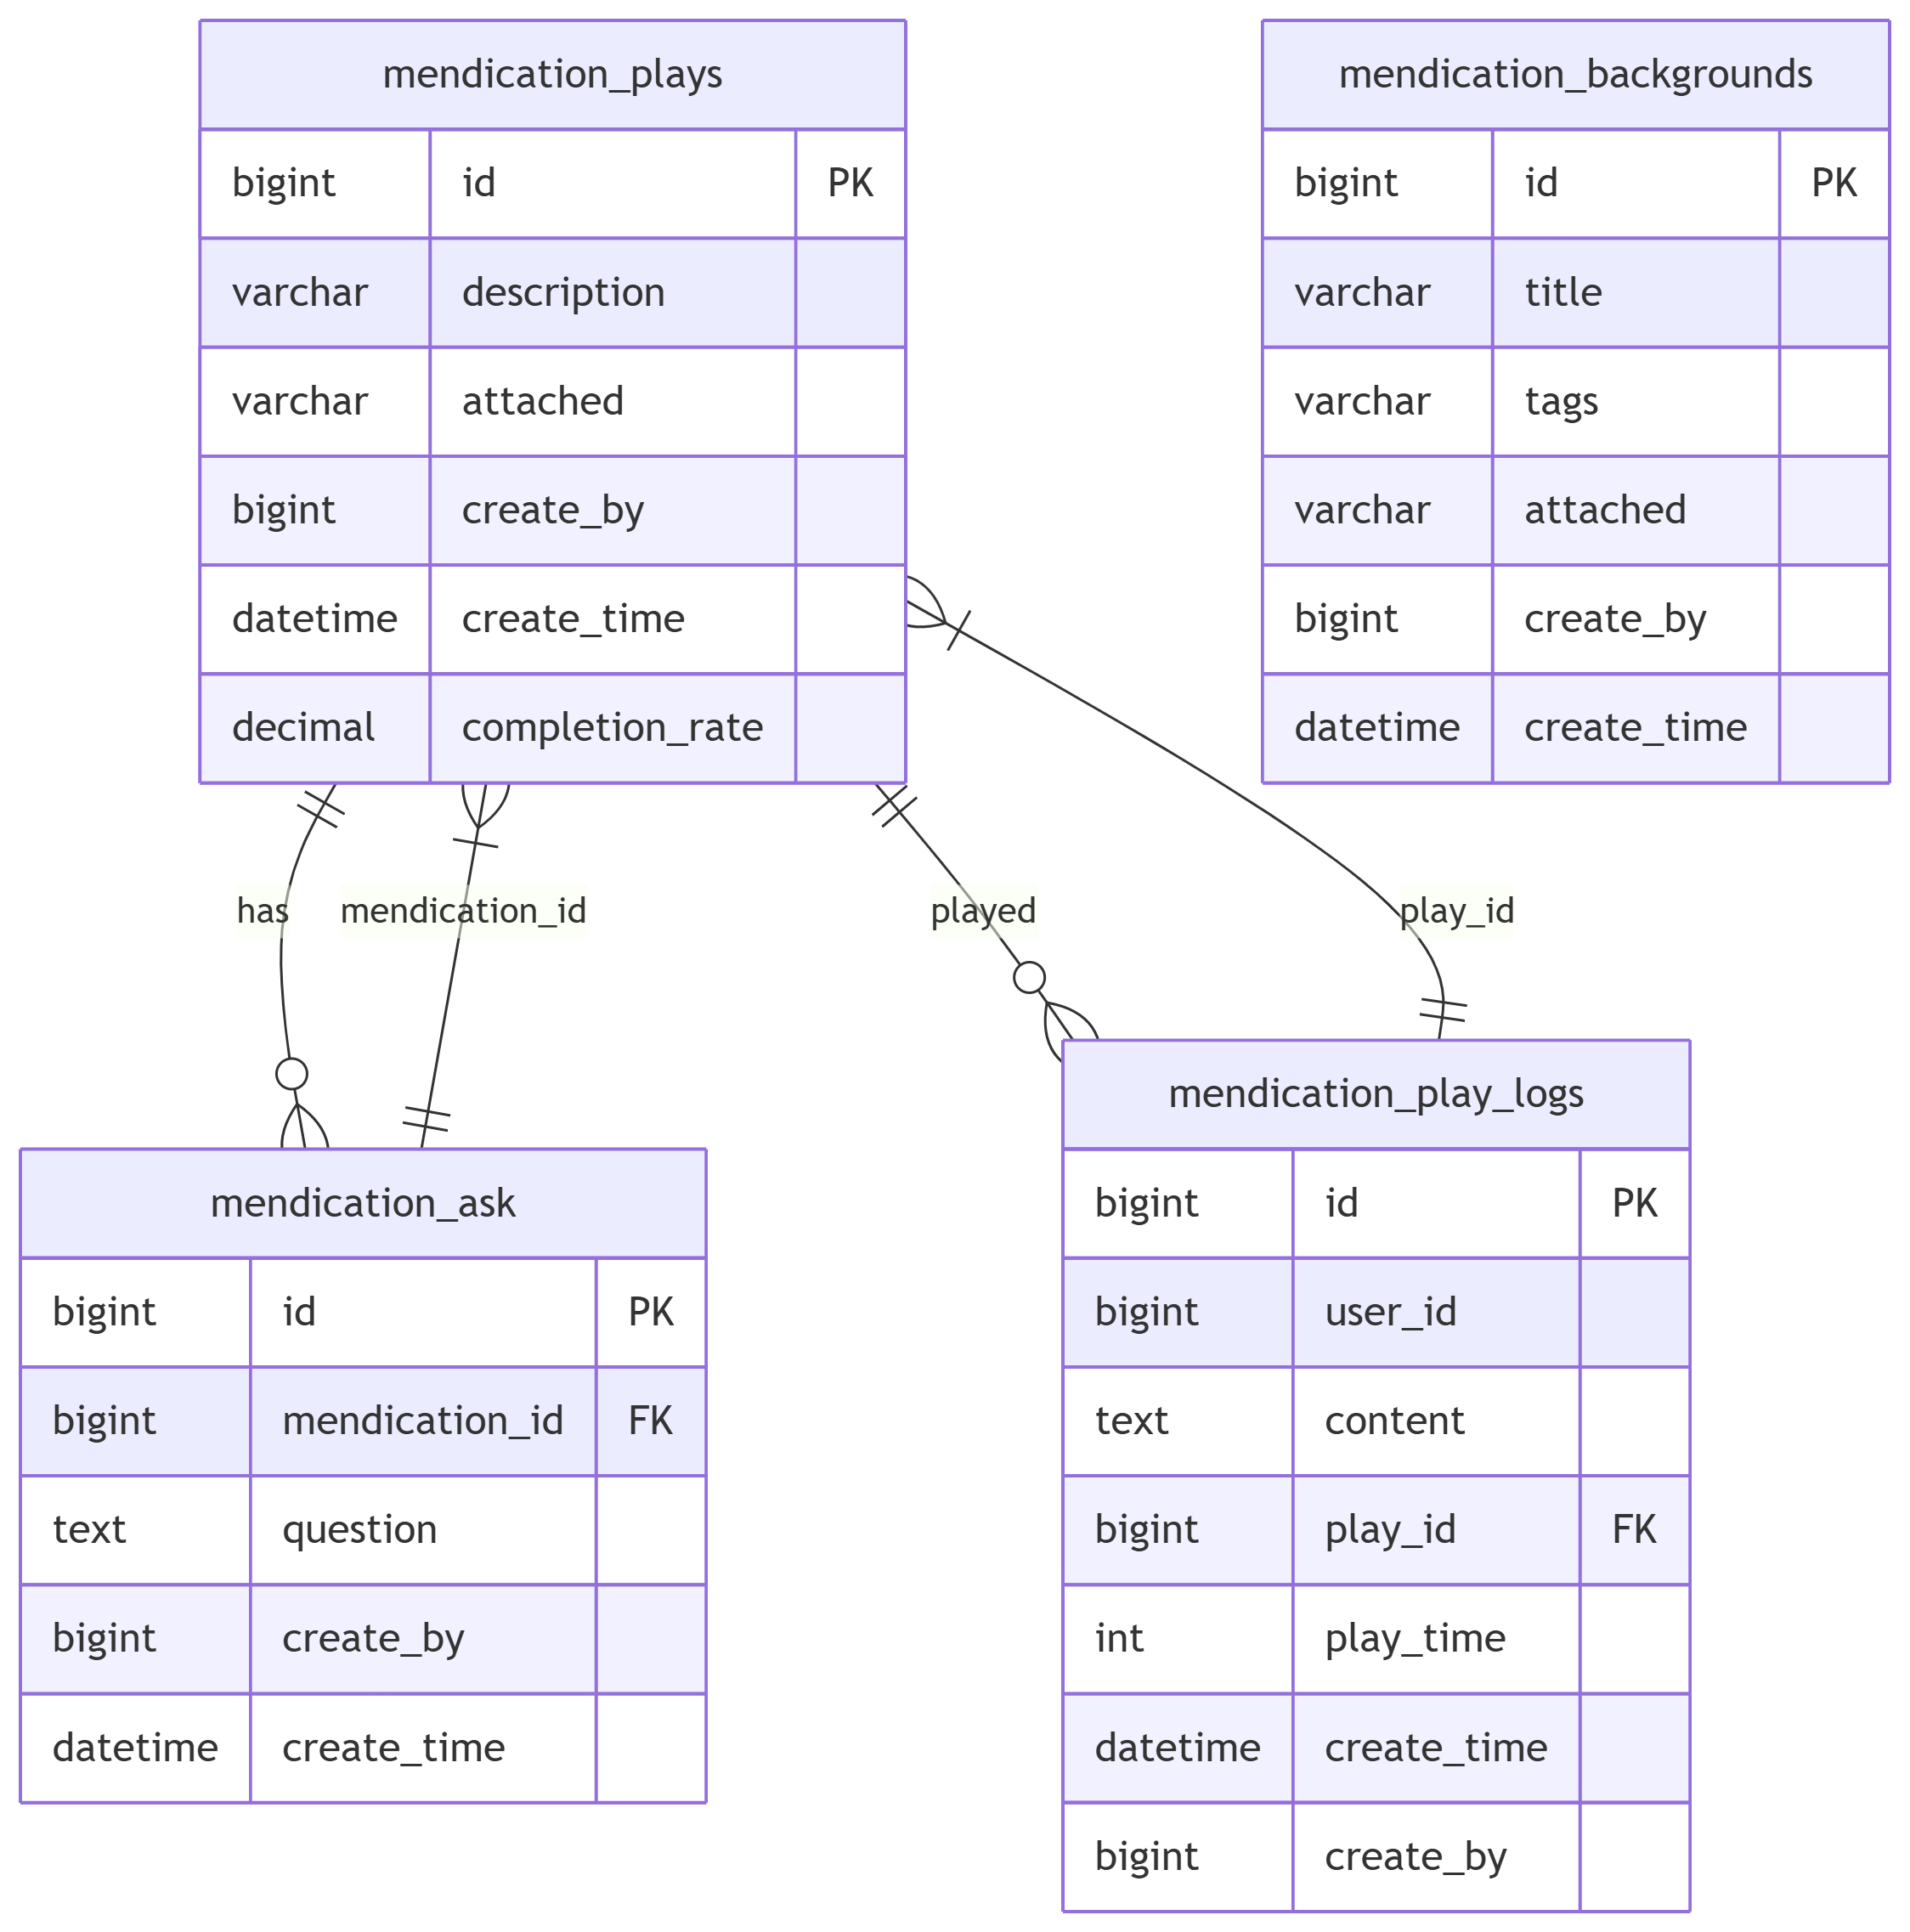 mendication_plays
bigint id PK
varchar description
varchar attached
bigint create_by
datetime create_time
decimal completion_rate
mendication_backgrounds
bigint id PK
varchar title
varchar tags
varchar attached
bigint create_by
datetime create_time
has
mendication_id
played
play_id
mendication_ask
bigint id PK
bigint mendication_id FK
text question
bigint create_by
datetime create_time
mendication_play_logs
bigint id PK
bigint user_id
text content
bigint play_id FK
int play_time
datetime create_time
bigint create_by